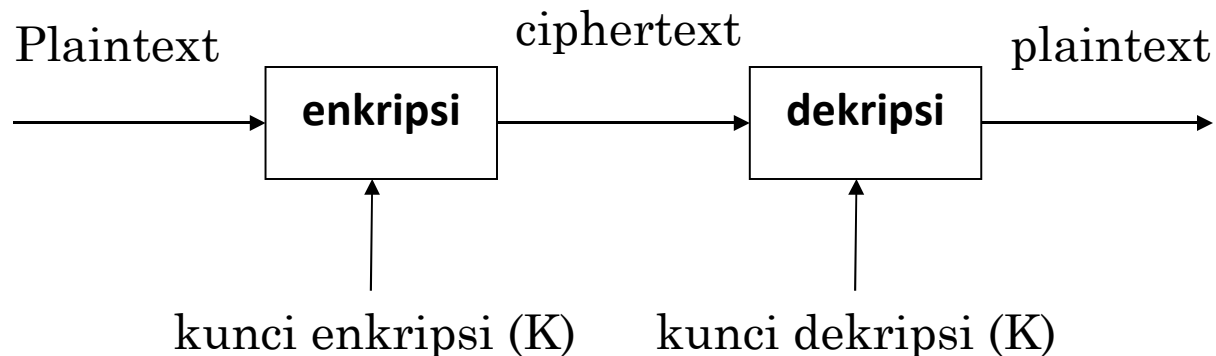 Plaintext
ciphertext
plaintext
enkripsi
dekripsi
kunci enkripsi (K)
kunci dekripsi (K)